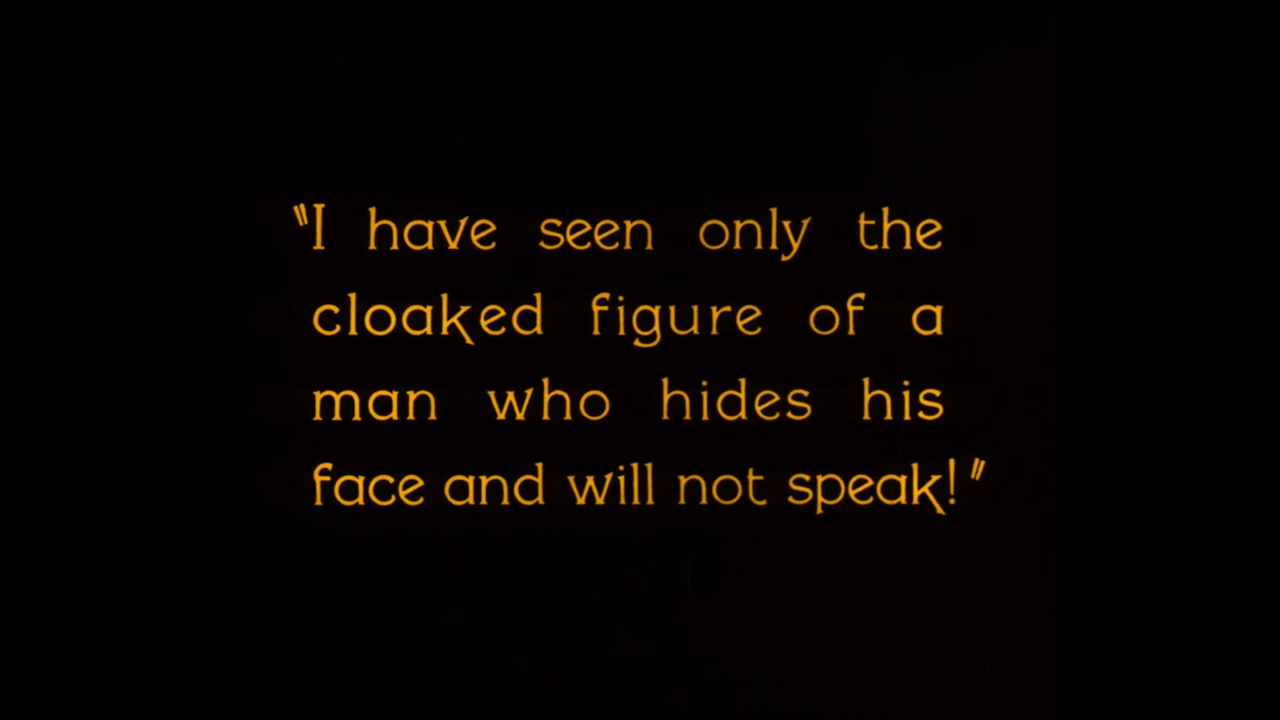 "I have seen only the
cloaked figure of a
man who hides his
face and will not speak!"